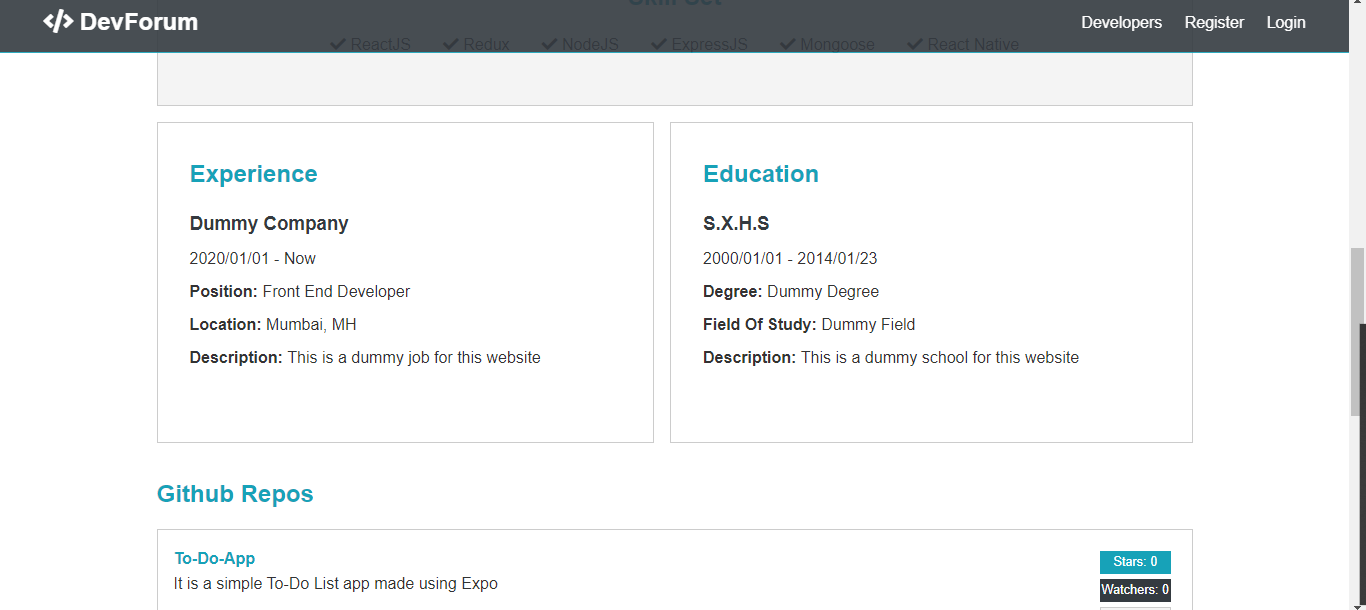 Skill Set
</> DevForum
Developers Register Login
ReactJS Redux NodeJS ExpressJS Mongoose React Native
Experience
Dummy Company
2020/01/01 - Now
Position: Front End Developer
Location: Mumbai, MH
Description: This is a dummy job for this website
Education
S.X.H.S
2000/01/01 - 2014/01/23
Degree: Dummy Degree
Field Of Study: Dummy Field
Description: This is a dummy school for this website
Github Repos
To-Do-App
It is a simple To-Do List app made using Expo
Stars: 0
Watchers: 0